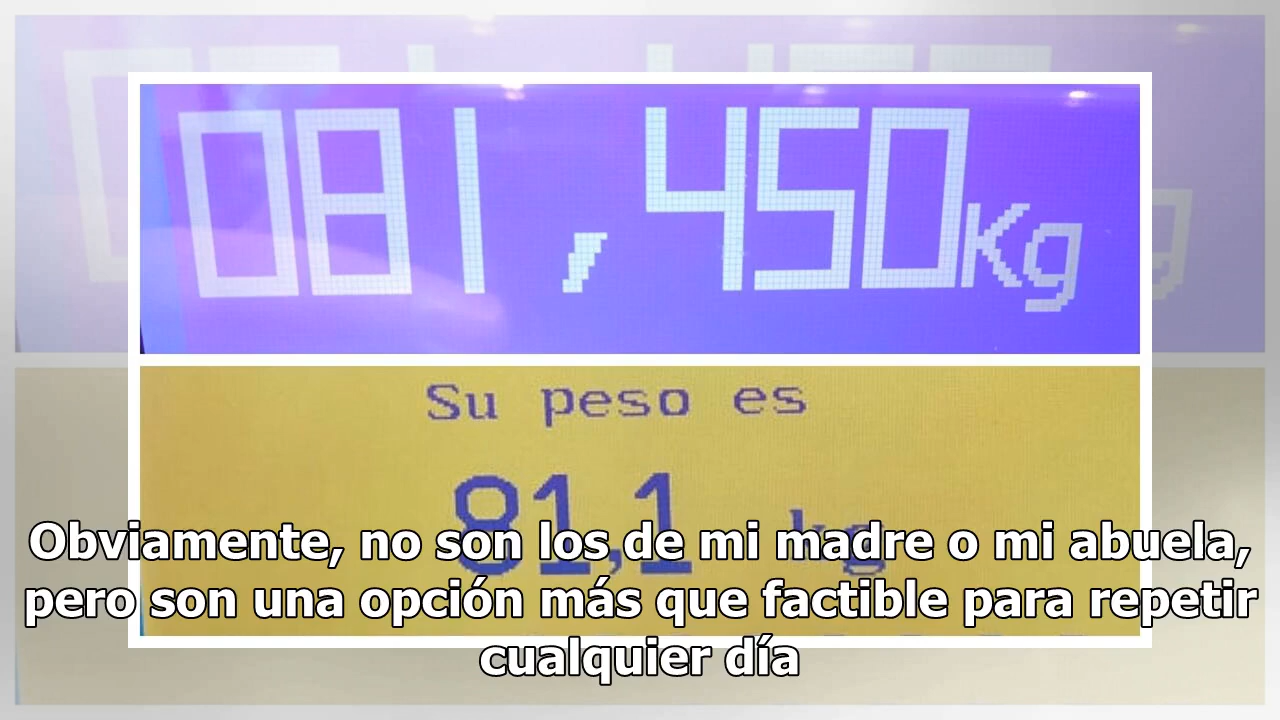 081,450Kg
Su peso es
81,1 kg
Obviamente, no son los de mi madre o mi abuela,
pero son una opción más que factible para repetir
cualquier día